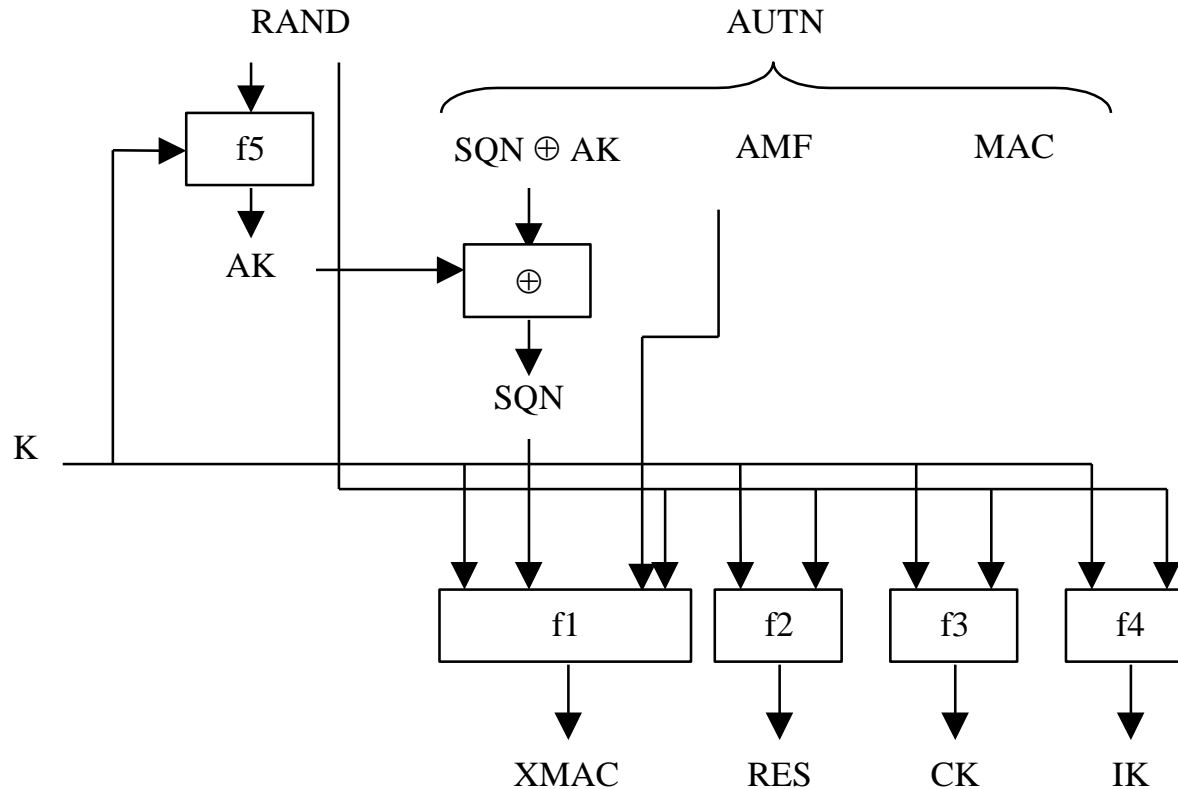 RAND AUTN
f5 SQN ⊕ AK AMF MAC
AK ⊕
SQN
K
f1 f2 f3 f4
XMAC RES CK IK